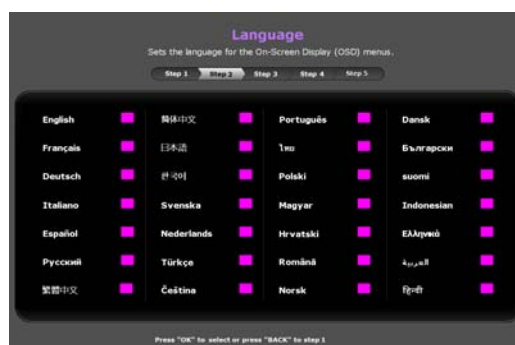 Language
Sets the language for the On-Screen Display (OSD) menus.
Step 1 Step 2 Step 3 Step 4 Step 5
English 簡体中文 Português Dansk
Français 日本語 ไทย Български
Deutsch 한국어 Polski suomi
Italiano Svenska Magyar Indonesian
Español Nederlands Hrvatski Ελληνικά
Русский Türkçe Română العربية
繁體中文 Čeština Norsk हिन्दी
Press "OK" to select or press "BACK" to step 1